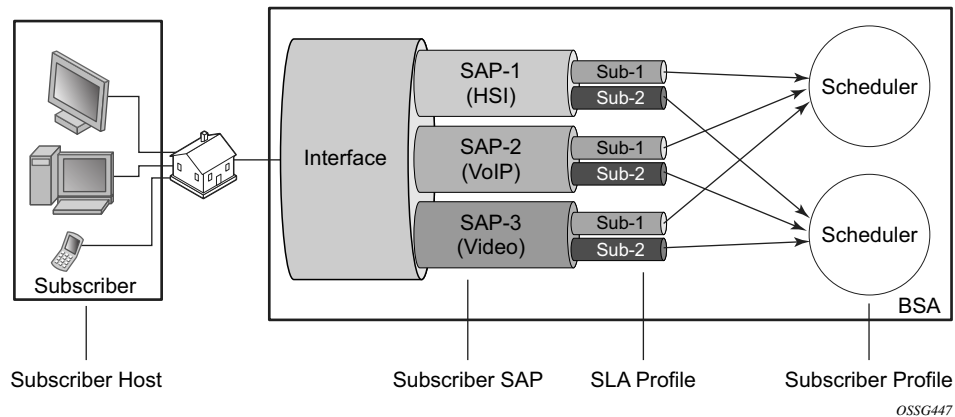 Subscriber
Interface
SAP-1
(HSI)
Sub-1
Sub-2
SAP-2
(VoIP)
Sub-1
Sub-2
SAP-3
(Video)
Sub-1
Sub-2
Scheduler
Scheduler
BSA
Subscriber Host
Subscriber SAP
SLA Profile
Subscriber Profile
OSSG447